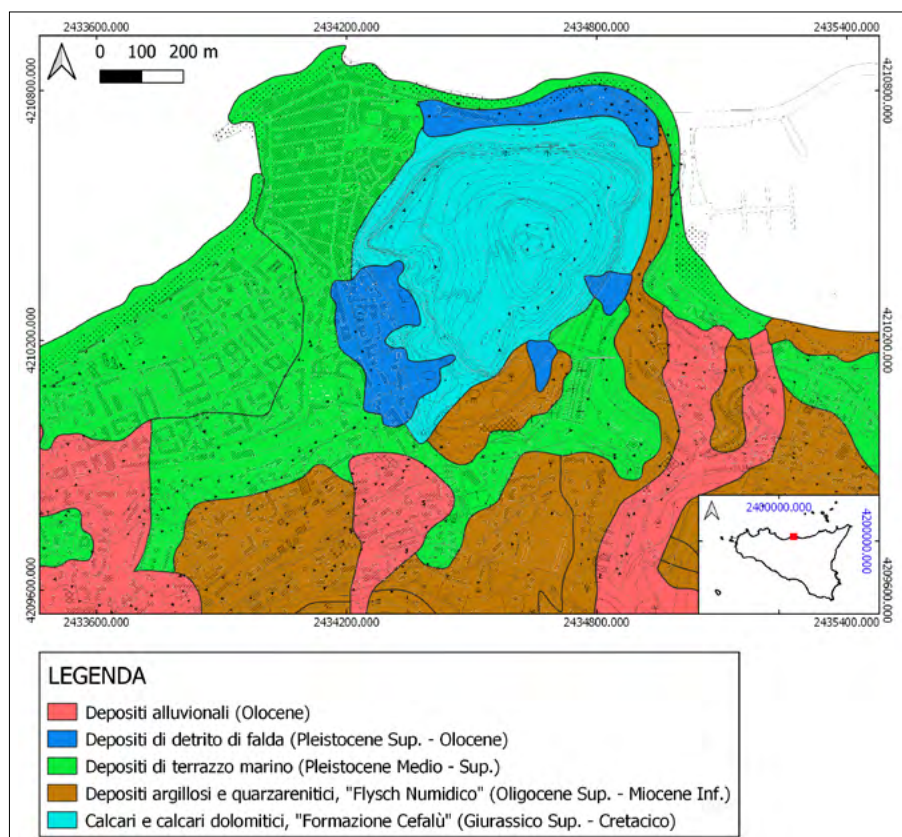 2433600.000 2434200.000 2434800.000 2435400.000
0 100 200 m
4210800.000 4210800.000
4210200.000 4210200.000
2400000.000
4200000.000
4209600.000 4209600.000
2433600.000 2434200.000 2434800.000 2435400.000
LEGENDA
Depositi alluvionali (Olocene)
Depositi di detrito di falda (Pleistocene Sup. - Olocene)
Depositi di terrazzo marino (Pleistocene Medio - Sup.)
Depositi argillosi e quarzarenitici, "Flysch Numidico" (Oligocene Sup. - Miocene Inf.)
Calcari e calcari dolomitici, "Formazione Cefalù" (Giurassico Sup. - Cretacico)